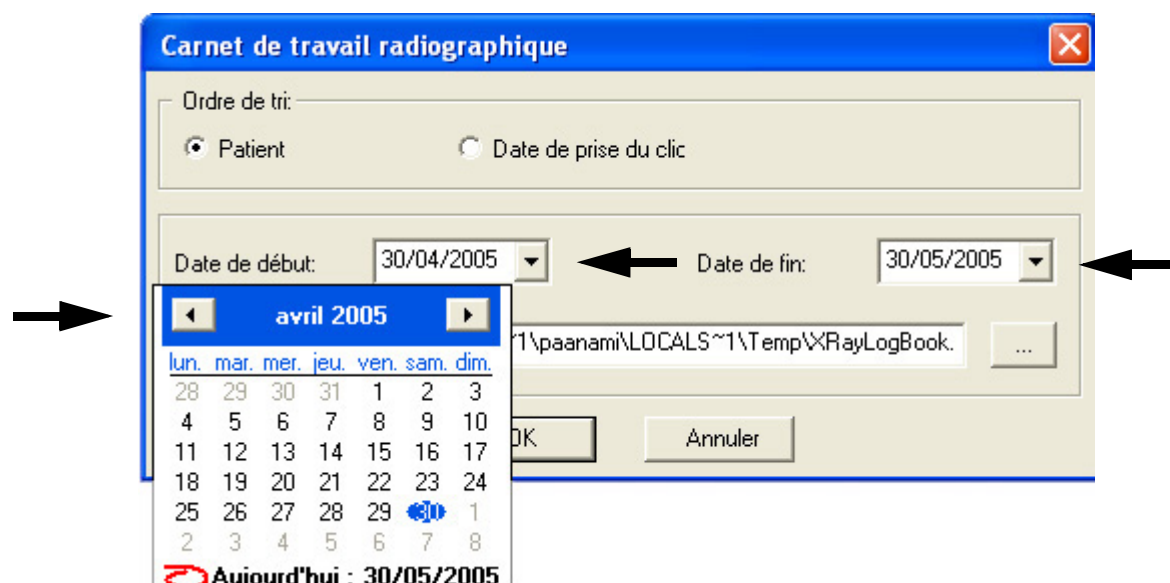 Carnet de travail radiographique
Ordre de tri:
Patient
Date de prise du clic
Date de début: 30/04/2005 Date de fin: 30/05/2005
avril 2005
~1\paanami\LOCALS~1\Temp\XRayLogBook. ...
lun. mar. mer. jeu. ven. sam. dim.
28 29 30 31 1 2 3
4 5 6 7 8 9 10
11 12 13 14 15 16 17
18 19 20 21 22 23 24
25 26 27 28 29 30 1
2 3 4 5 6 7 8
OK Annuler
Aujourd'hui : 30/05/2005